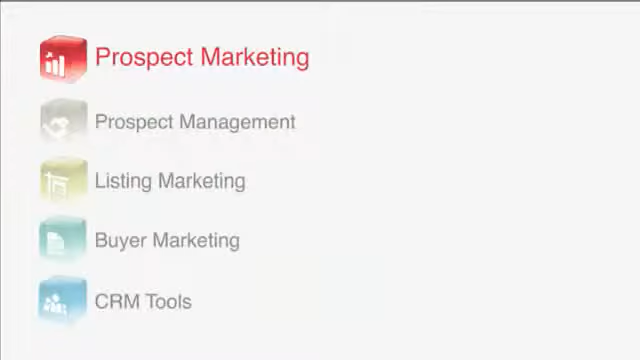 Prospect Marketing
Prospect Management
Listing Marketing
Buyer Marketing
CRM Tools